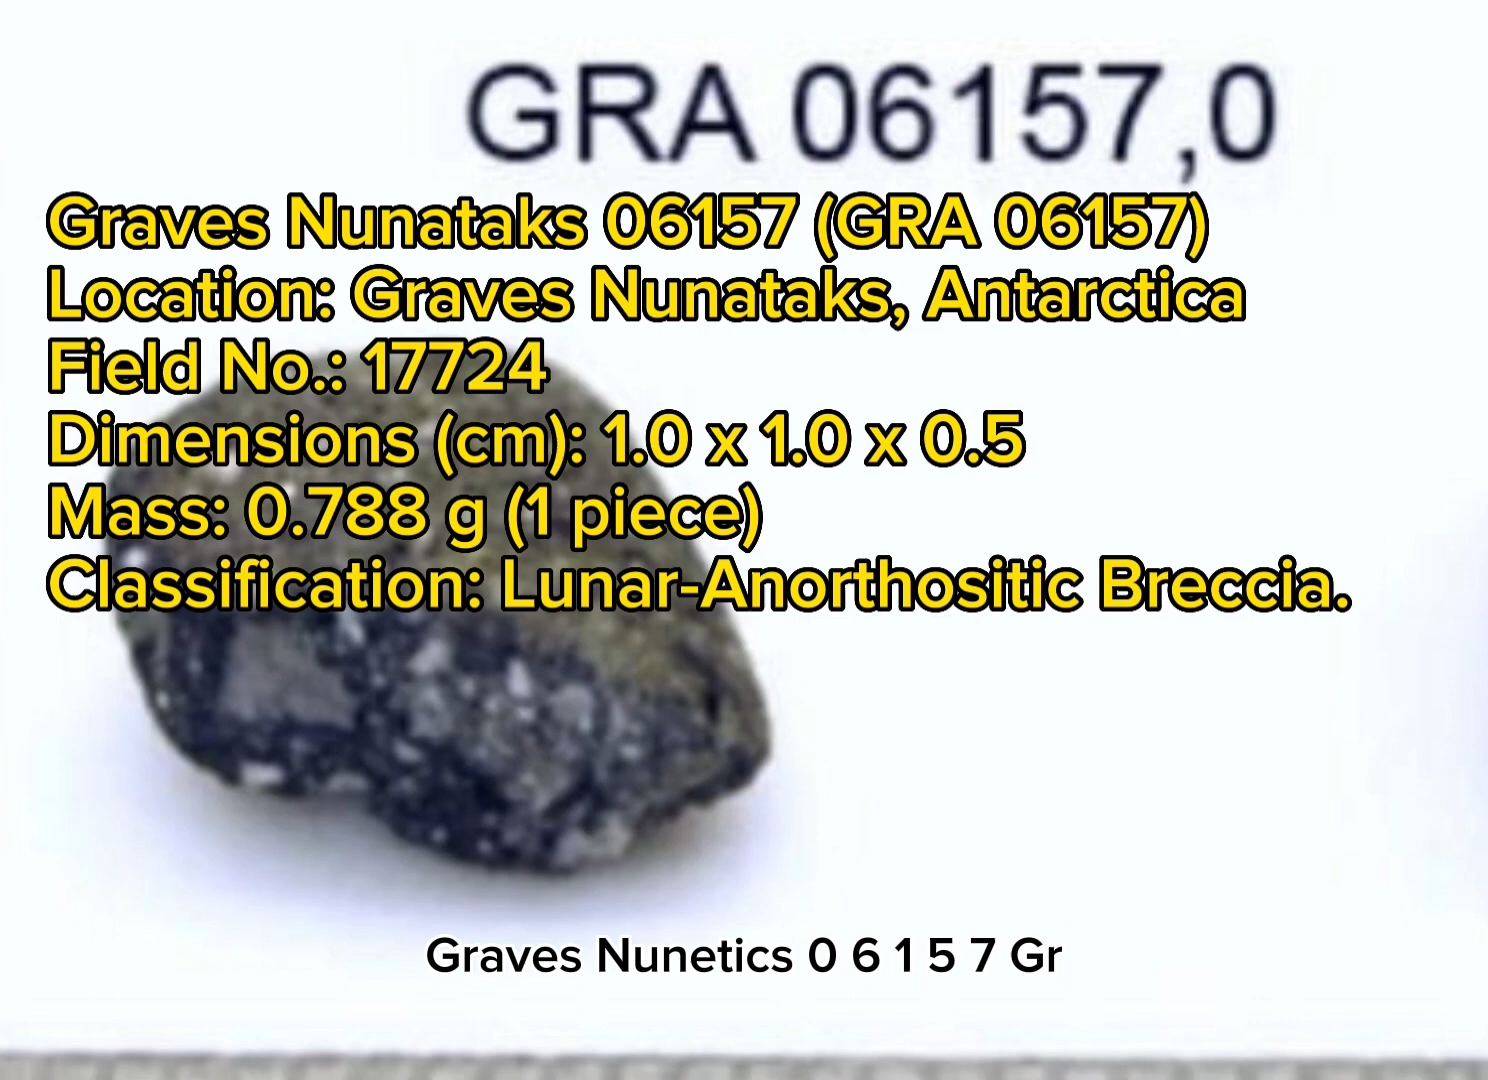 GRA 06157,0
Graves Nunataks 06157 (GRA 06157)
Location: Graves Nunataks, Antarctica
Field No.: 17724
Dimensions (cm): 1.0 x 1.0 x 0.5
Mass: 0.788 g (1 piece)
Classification: Lunar-Anorthositic Breccia.
Graves Nunetics 0 6 1 5 7 Gr